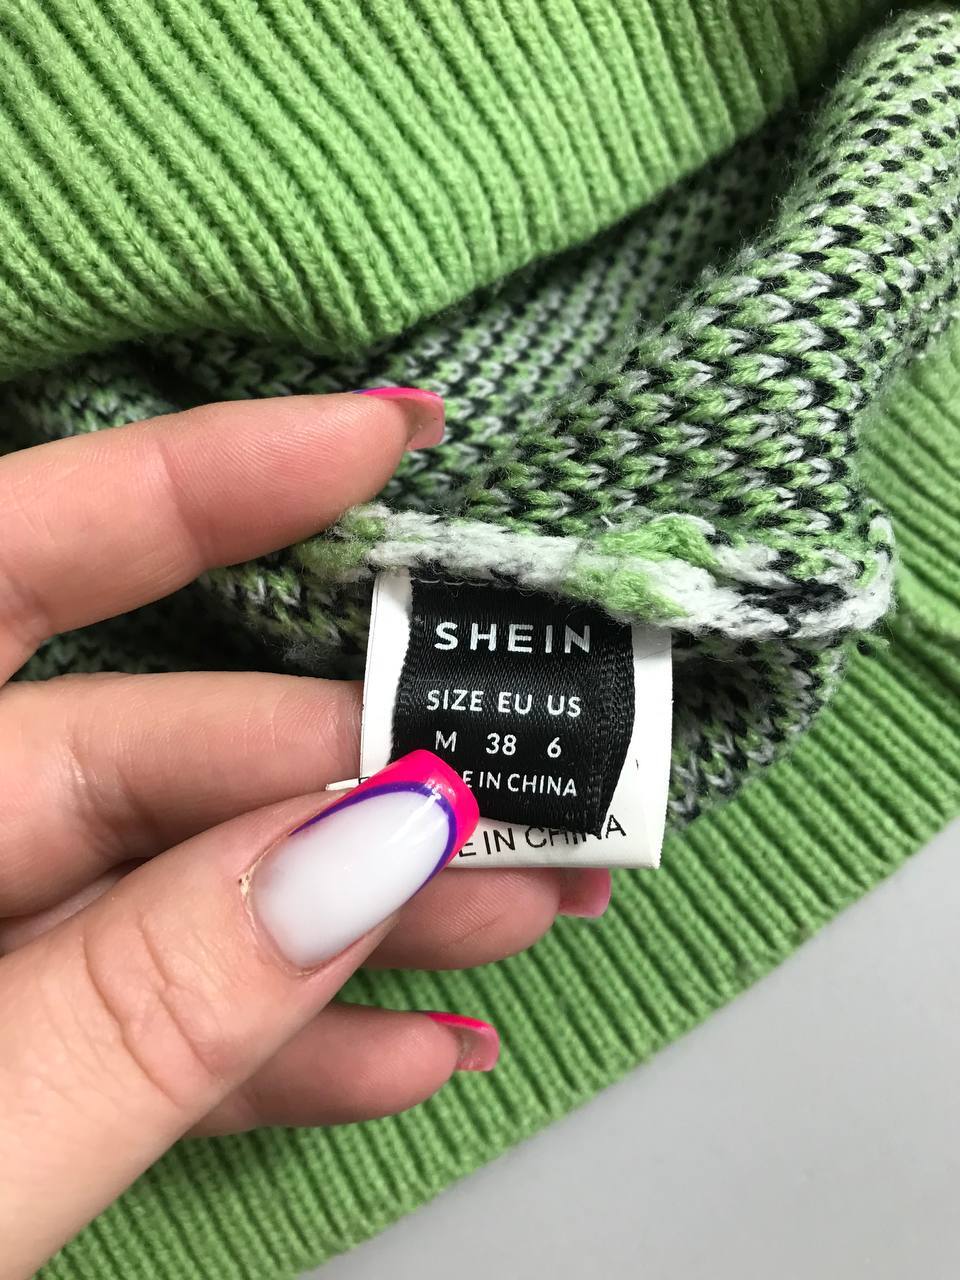 SHEIN
SIZE EU US
M 38 6
E IN CHINA
E IN CHINA